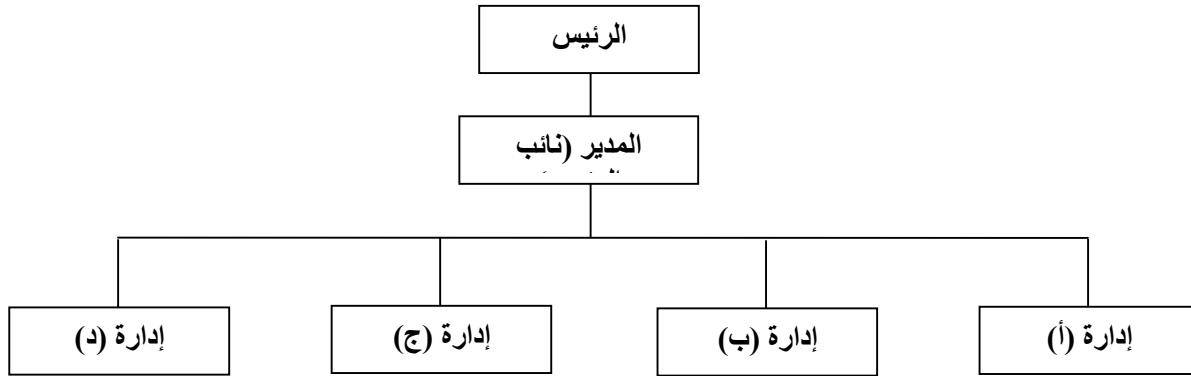 الرئيس
المدير (نائب
إدارة (أ)
إدارة (ب)
إدارة (ج)
إدارة (د)